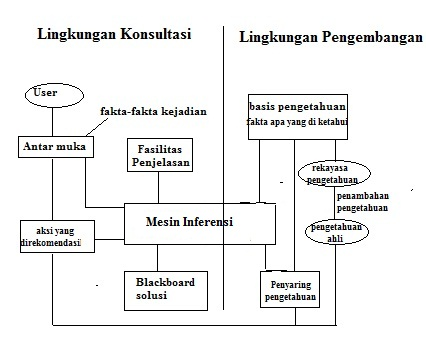 Lingkungan Konsultasi
Lingkungan Pengembangan
User
fakta-fakta kejadian
Antar muka
Fasilitas
Penjelasan
basis pengetahuan
fakta apa yang di ketahui
rekayasa
pengetahuan
penambahan
pengetahuan
Mesin Inferensi
aksi yang
direkomendasil
pengetahuan
ahli
Blackboard
solusi
Penyaring
pengetahuan